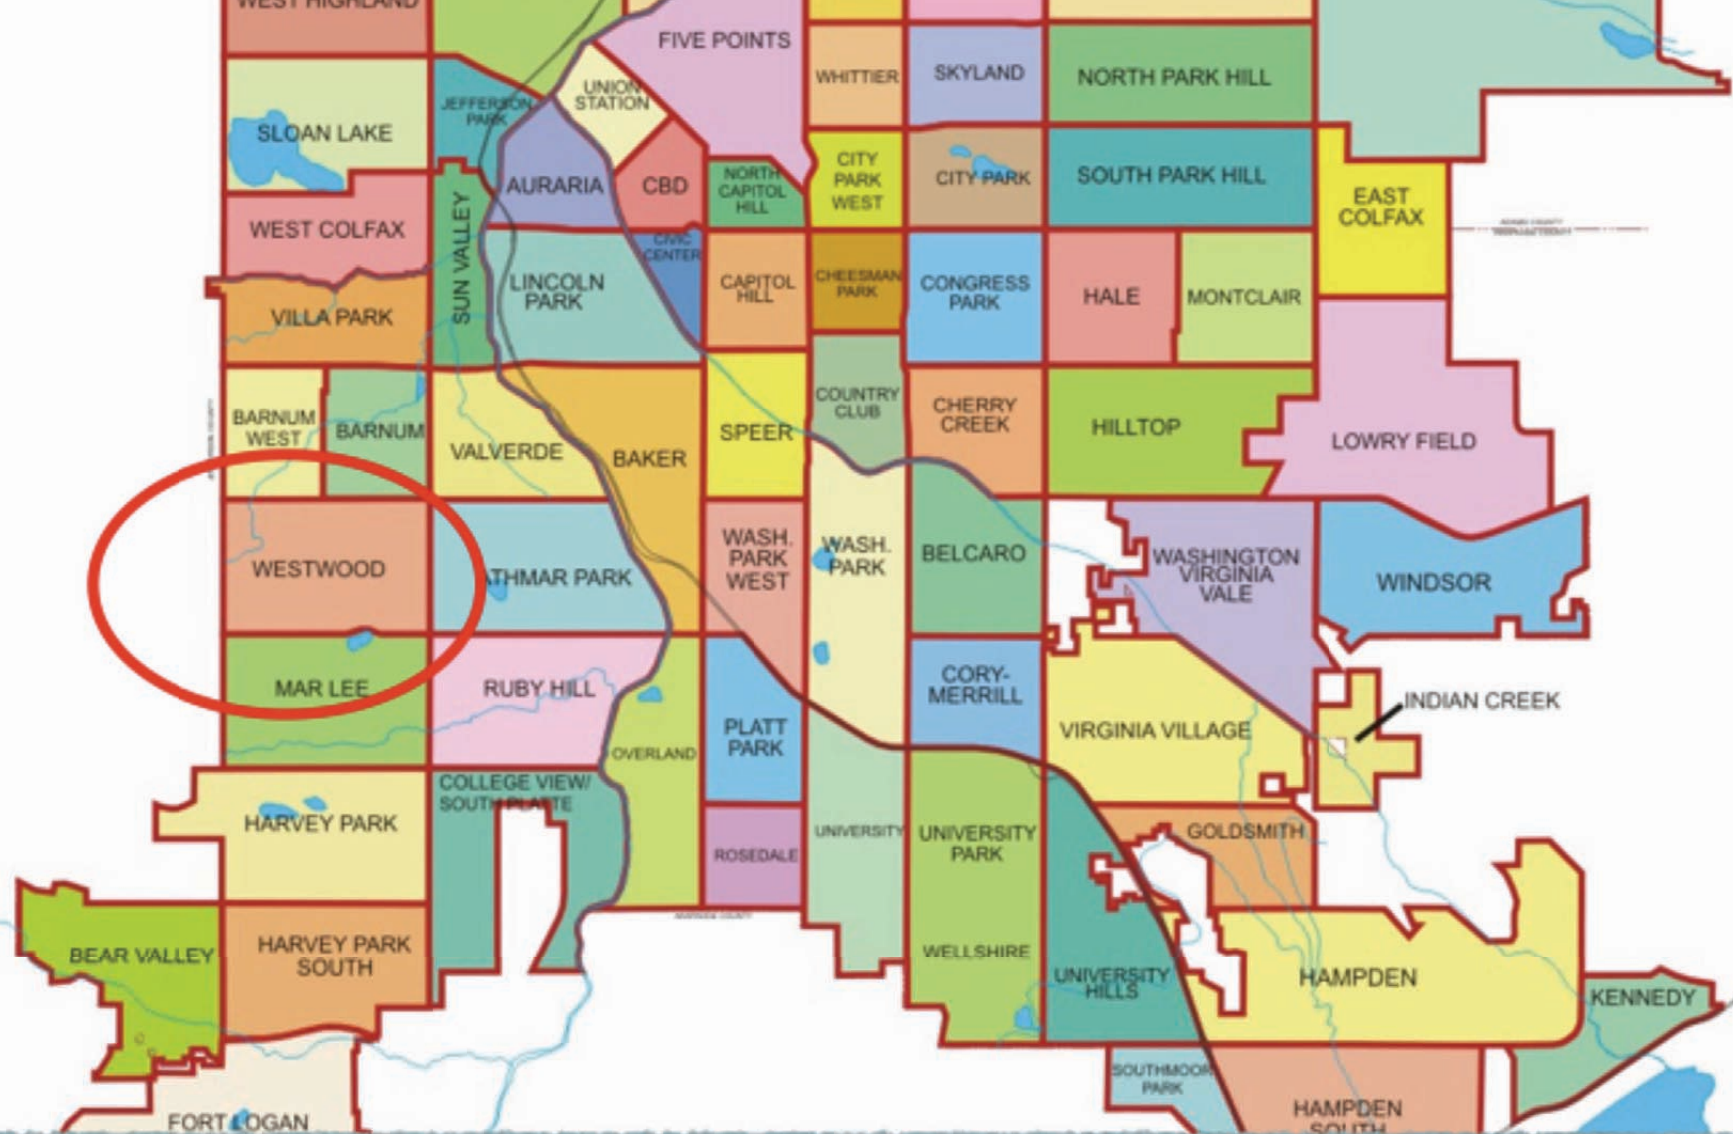 WEST HIGHLAND
FIVE POINTS
WHITTIER
SKYLAND
NORTH PARK HILL
UNION
STATION
JEFFERSON
PARK
SLOAN LAKE
AURARIA
CBD
NORTH
CAPITOL
HILL
CITY
PARK
WEST
CITY PARK
SOUTH PARK HILL
EAST
COLFAX
WEST COLFAX
SUN VALLEY
LINCOLN
PARK
CIVIC
CENTER
CAPITOL
HILL
CHEESMAN
PARK
CONGRESS
PARK
HALE
MONTCLAIR
VILLA PARK
BARNUM
WEST
BARNUM
VALVERDE
BAKER
SPEER
COUNTRY
CLUB
CHERRY
CREEK
HILLTOP
LOWRY FIELD
WESTWOOD
ATHMAR PARK
WASH.
PARK
WEST
WASH.
PARK
BELCARO
WASHINGTON
VIRGINIA
VALE
WINDSOR
MAR LEE
RUBY HILL
OVERLAND
PLATT
PARK
CORY-
MERRILL
VIRGINIA VILLAGE
INDIAN CREEK
HARVEY PARK
COLLEGE VIEW/
SOUTH PLATTE
ROSEDALE
UNIVERSITY
UNIVERSITY
PARK
GOLDSMITH
BEAR VALLEY
HARVEY PARK
SOUTH
WELLSHIRE
UNIVERSITY
HILLS
HAMPDEN
KENNEDY
FORT LOGAN
SOUTHMOOR
PARK
HAMPDEN
SOUTH